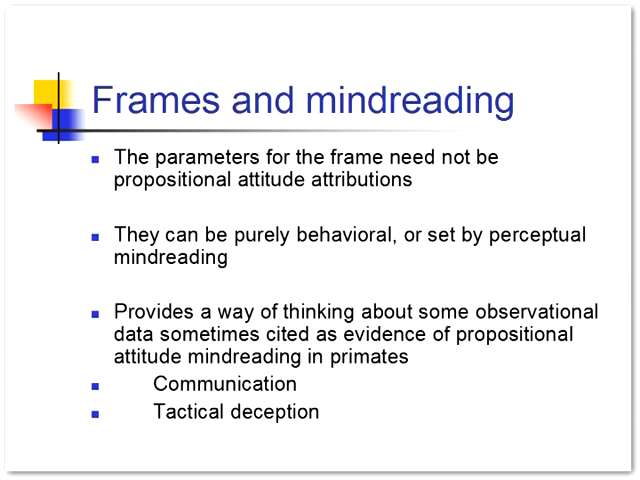 Frames and mindreading
The parameters for the frame need not be
propositional attitude attributions
They can be purely behavioral, or set by perceptual
mindreading
Provides a way of thinking about some observational
data sometimes cited as evidence of propositional
attitude mindreading in primates
Communication
Tactical deception